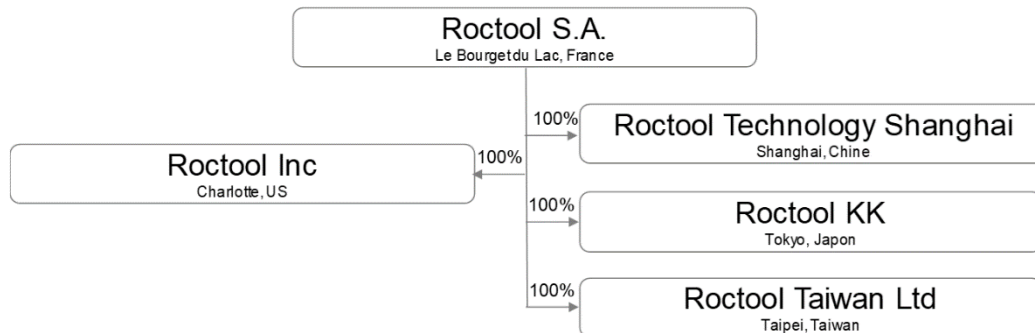 Roctool S.A.
Le Bourget du Lac, France
100%
Roctool Technology Shanghai
Shanghai, Chine
100%
Roctool Inc
Charlotte, US
100%
Roctool KK
Tokyo, Japon
100%
Roctool Taiwan Ltd
Taipei, Taiwan